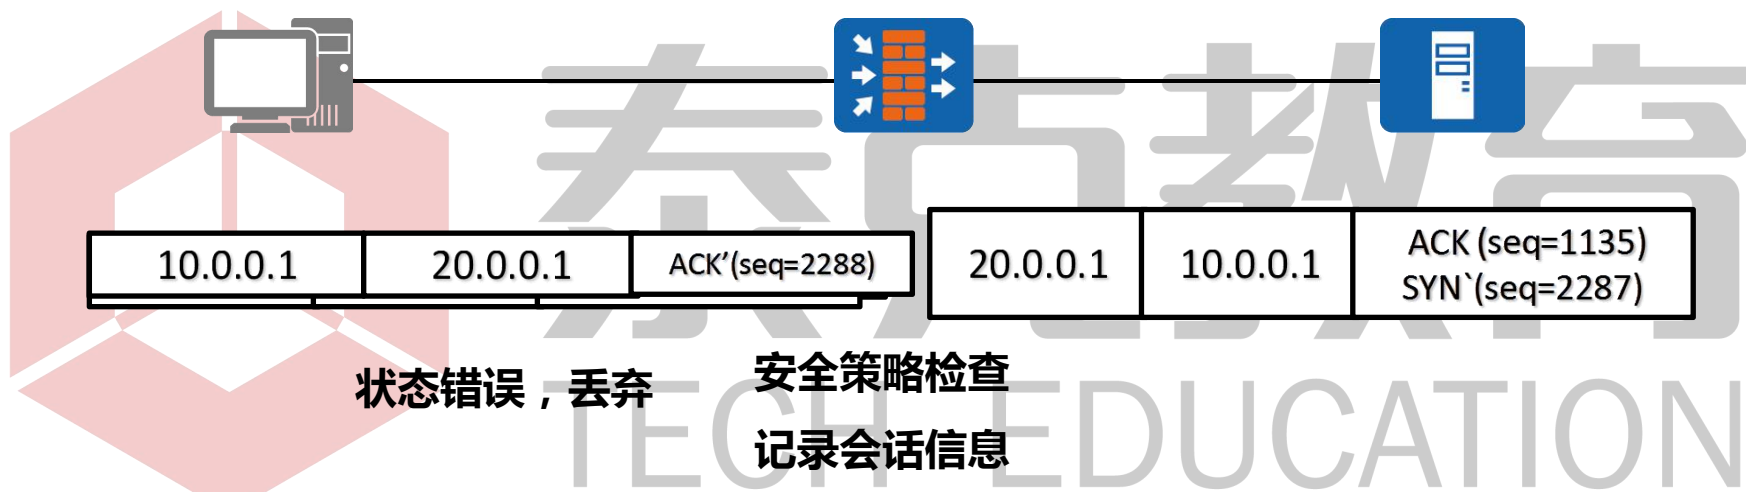 泰克教育
TECH EDUCATION
10.0.0.1
20.0.0.1
ACK’(seq=2288)
20.0.0.1
10.0.0.1
ACK (seq=1135)
SYN`(seq=2287)
状态错误，丢弃
安全策略检查
记录会话信息